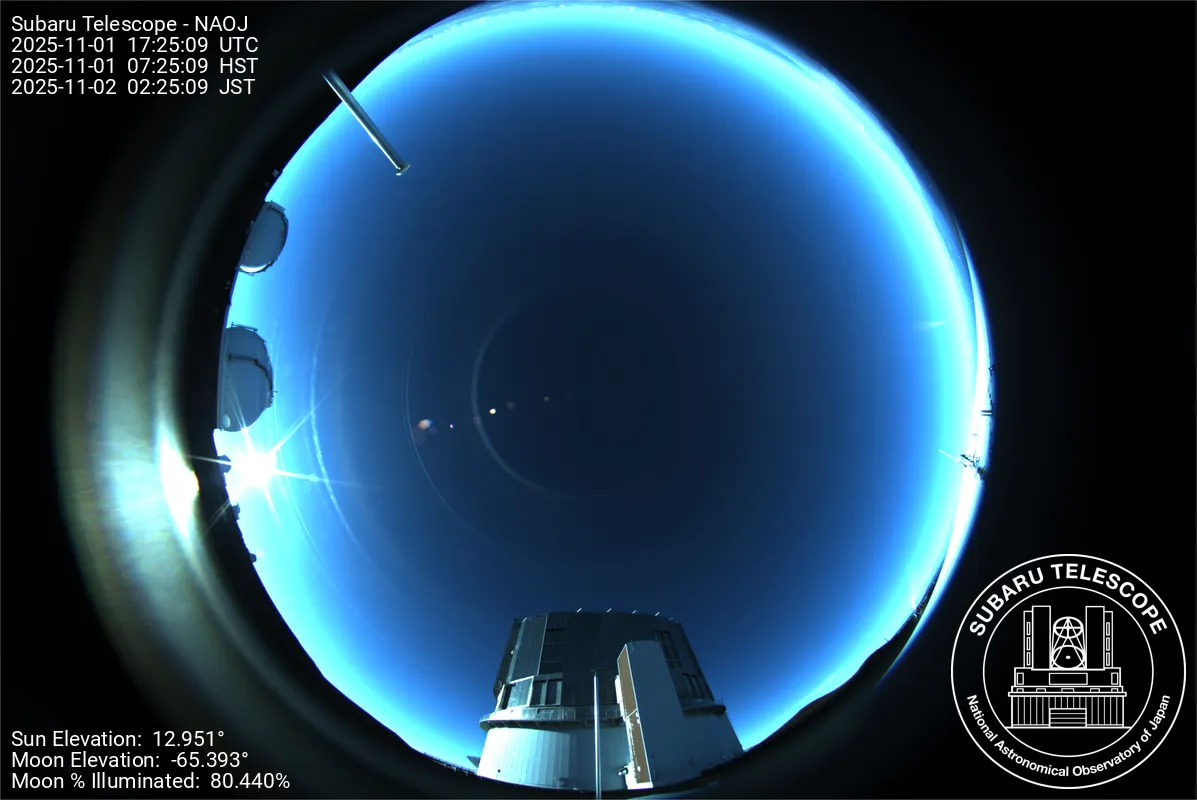 Subaru Telescope - NAOJ
2025-11-01 17:25:09 UTC
2025-11-01 07:25:09 HST
2025-11-02 02:25:09 JST
SUBARU TELESCOPE
National Astronomical Observatory of Japan
Sun Elevation: 12.951°
Moon Elevation: -65.393°
Moon % Illuminated: 80.440%